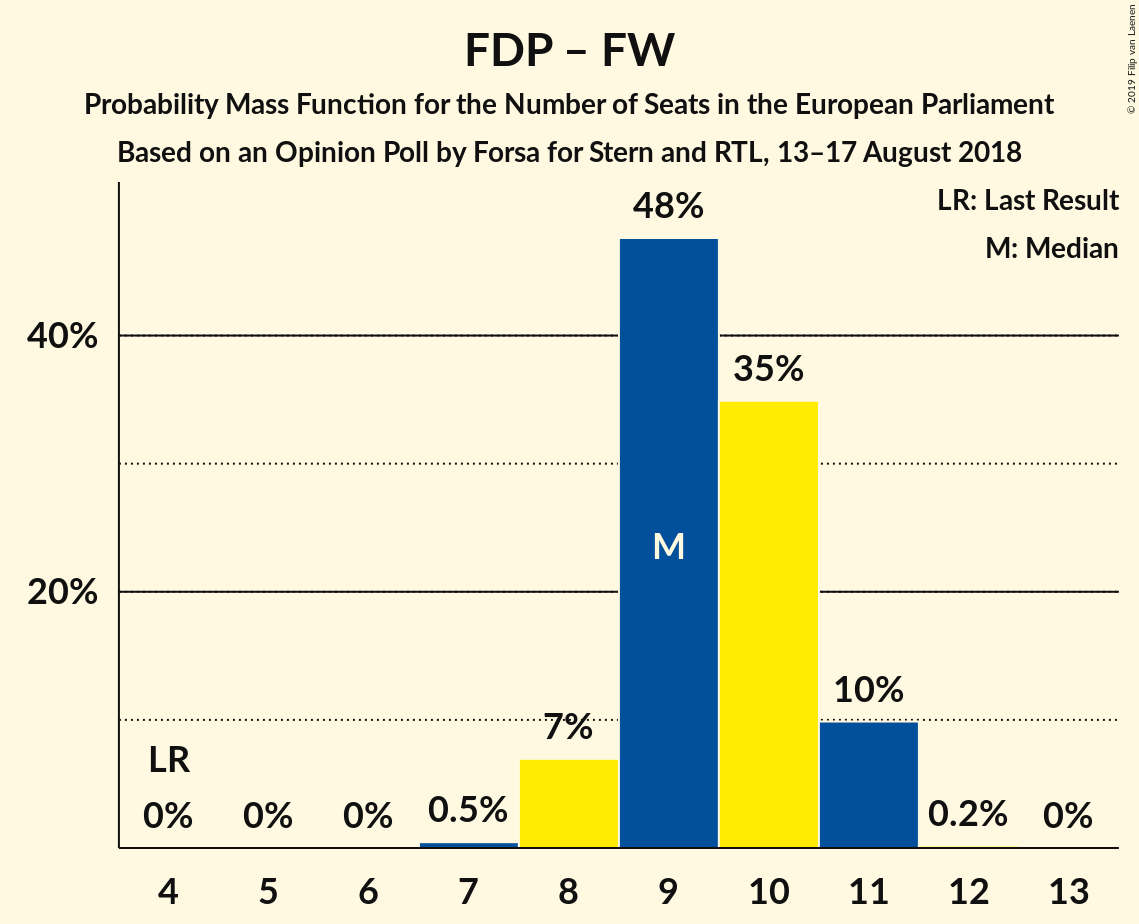 FDP – FW
Probability Mass Function for the Number of Seats in the European Parliament
Based on an Opinion Poll by Forsa for Stern and RTL, 13–17 August 2018
© 2019 Filip van Laenen
LR: Last Result
M: Median
48%
40%
35%
M
20%
10%
7%
LR
0% 0% 0% 0.5% 0.2% 0%
4 5 6 7 8 9 10 11 12 13